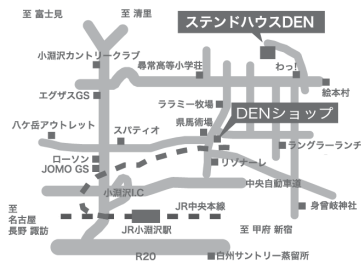 至 富士見
至 清里
ステンドハウスDEN
小淵沢カントリークラブ
尋常高等小学荘
わっ!
絵本村
エグザスGS
ララミー牧場
県馬術場
DENショップ
八ケ岳アウトレット
スパティオ
ラングラーランチ
ローソン
JOMO GS
リゾナーレ
小淵沢I.C
中央自動車道
身曾岐神社
至
名古屋
長野 諏訪
JR中央本線
JR小淵沢駅
至 甲府 新宿
R20
白州サントリー蒸留所